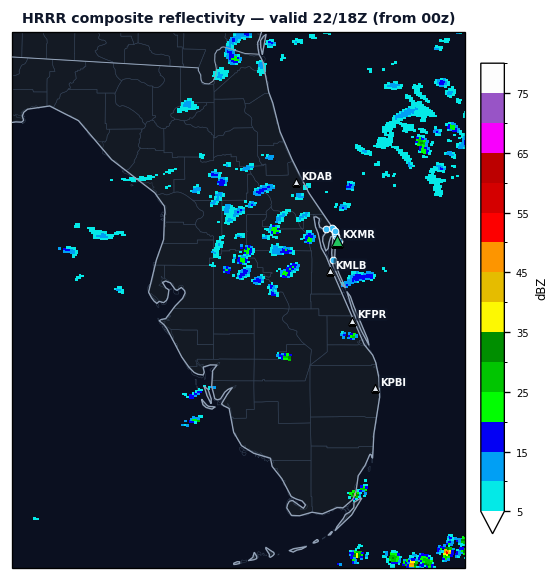 HRRR composite reflectivity — valid 22/18Z (from 00z)
75
65
55
45
35
25
15
5
dBZ
KDAB
KXMR
KMLB
KFPR
KPBI